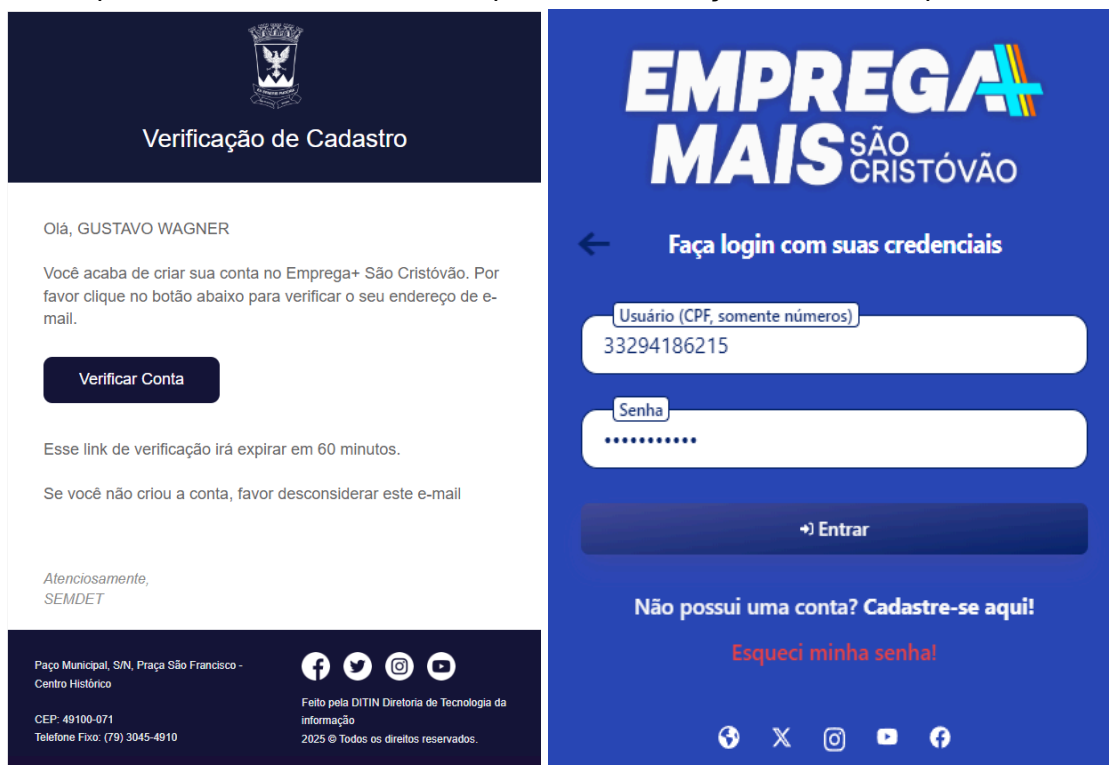 Verificação de Cadastro
Olá, GUSTAVO WAGNER
Você acaba de criar sua conta no Emprega+ São Cristóvão. Por
favor clique no botão abaixo para verificar o seu endereço de e-
mail.
Verificar Conta
Esse link de verificação irá expirar em 60 minutos.
Se você não criou a conta, favor desconsiderar este e-mail
Atenciosamente,
SEMDET
Paço Municipal, S/N, Praça São Francisco -
Centro Histórico
CEP: 49100-071
Telefone Fixo: (79) 3045-4910
Feito pela DITIN Diretoria de Tecnologia da
informação
2025 © Todos os direitos reservados.
EMPREGA+
MAIS SÃO
CRISTÓVÃO
Faça login com suas credenciais
Usuário (CPF, somente números)
33294186215
Senha
•••••••••••
Entrar
Não possui uma conta? Cadastre-se aqui!
Esqueci minha senha!